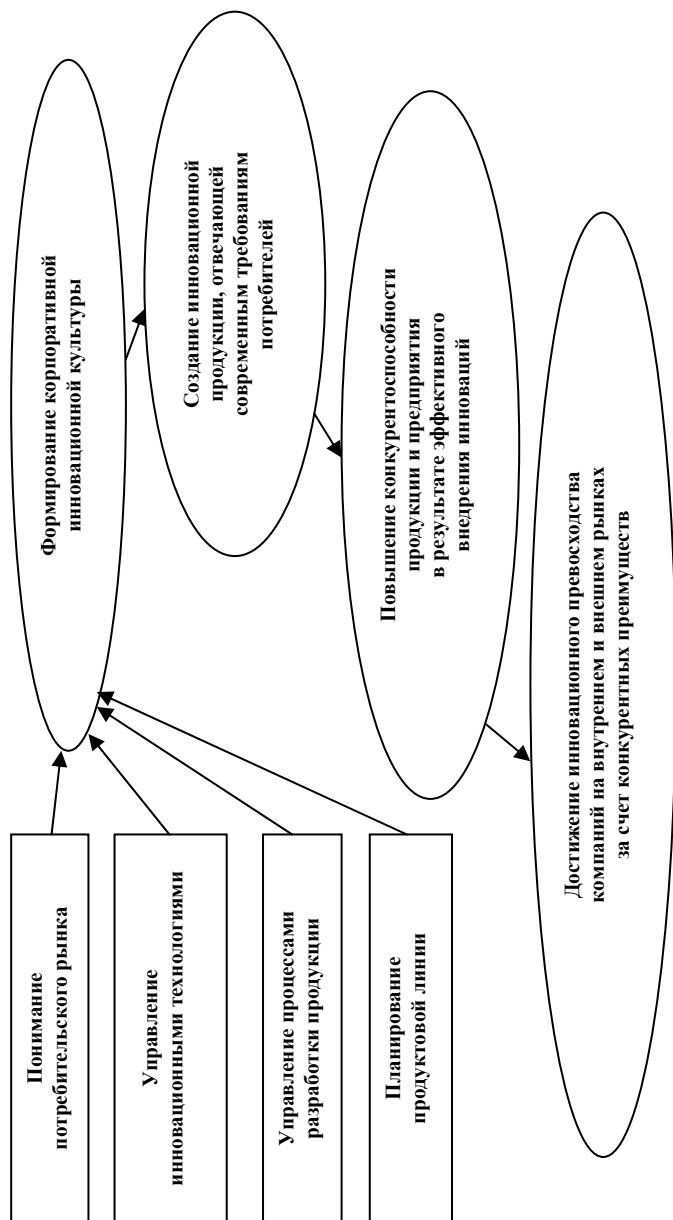 Понимание
потребительского рынка
Управление
инновационными технологиями
Управление процессами
разработки продукции
Планирование
продуктовой линии
Формирование корпоративной
инновационной культуры
Создание инновационной
продукции, отвечающей
современным требованиям
потребителей
Повышение конкурентоспособности
продукции и предприятия
в результате эффективного
внедрения инноваций
Достижение инновационного превосходства
компаний на внутреннем и внешнем рынках
за счет конкурентных преимуществ